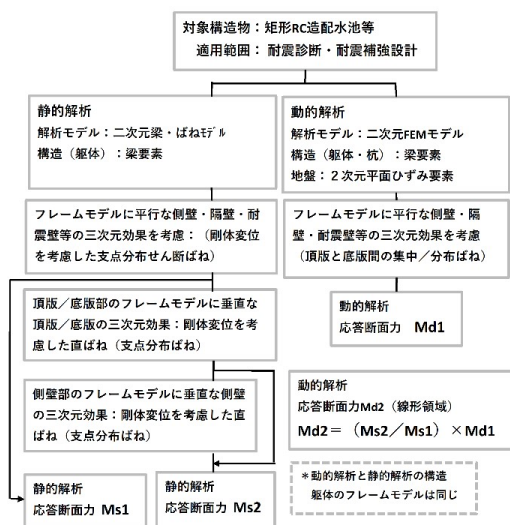 対象構造物：矩形RC造配水池等
適用範囲： 耐震診断・耐震補強設計
静的解析
解析モデル：二次元梁・ばねﾓﾃﾞﾙ
構造（躯体）：梁要素
動的解析
解析モデル：二次元FEMモデル
構造（躯体・杭）：梁要素
地盤：２次元平面ひずみ要素
フレームモデルに平行な側壁・隔壁・耐
震壁等の三次元効果を考慮：（剛体変位
を考慮した支点分布せん断ばね）
フレームモデルに平行な側壁・隔
壁・耐震壁等の三次元効果を考慮
（頂版と底版間の集中／分布ばね）
頂版／底版部のフレームモデルに垂直な
頂版／底版の三次元効果：剛体変位を考
慮した直ばね（支点分布ばね）
動的解析
応答断面力 Md1
側壁部のフレームモデルに垂直な側壁
の三次元効果：剛体変位を考慮した直
ばね（支点分布ばね）
動的解析
応答断面力Md2（線形領域）
Md2＝（Ms2／Ms1）×Md1
静的解析
応答断面力 Ms1
静的解析
応答断面力 Ms2
＊動的解析と静的解析の構造
躯体のフレームモデルは同じ